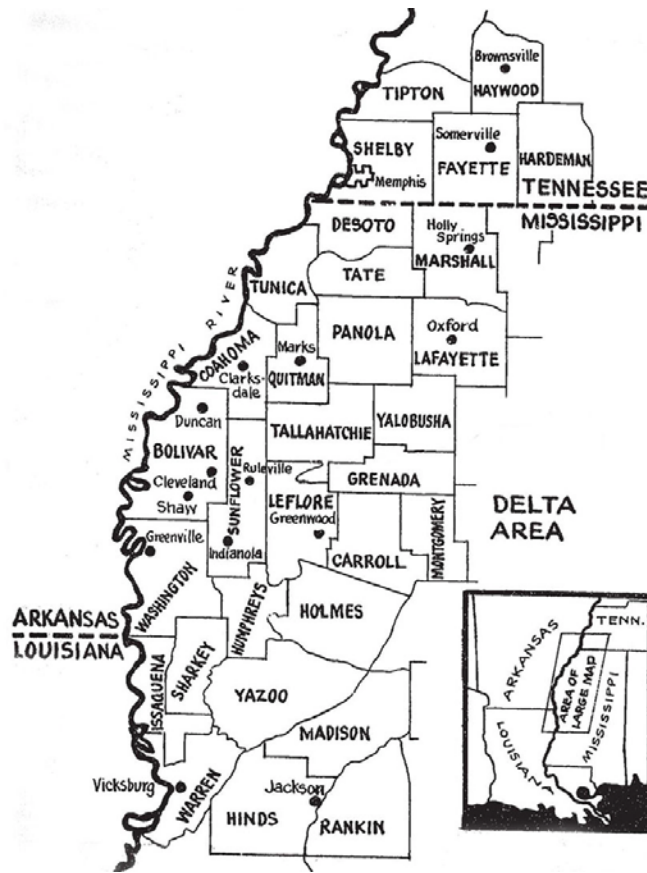 Brownsville
HAYWOOD
TIPTON
SHELBY
Memphis
Somerville
FAYETTE
HARDEMAN
TENNESSEE
MISSISSIPPI
DESOTO
Holly
Springs
MARSHALL
TATE
TUNICA
MISSISSIPPI RIVER
PANOLA
Oxford
LAFAYETTE
COAHOMA
Clarks-
dale
Marks
QUITMAN
Duncan
BOLIVAR
Cleveland
Shaw
SUNFLOWER
Ruleville
Indianola
TALLAHATCHIE
YALOBUSHA
GRENADA
LEFLORE
Greenwood
CARROLL
MONTGOMERY
DELTA
AREA
Greenville
WASHINGTON
HUMPHREYS
HOLMES
ARKANSAS
LOUISIANA
ISSAQUENA
SHARKEY
YAZOO
MADISON
Vicksburg
WARREN
Jackson
HINDS
RANKIN
TENN.
ARKANSAS
AREA OF
LARGE MAP
MISSISSIPPI
LOUISIANA